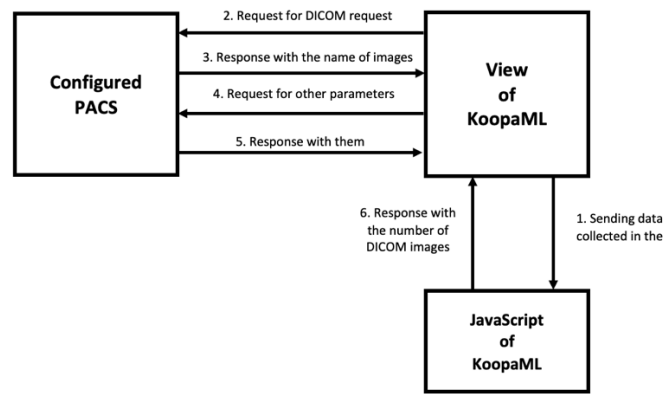 2. Request for DICOM request
3. Response with the name of images
4. Request for other parameters
5. Response with them
Configured
PACS
View
of
KoopaML
6. Response with
the number of
DICOM images
1. Sending data
collected in the
JavaScript
of
KoopaML